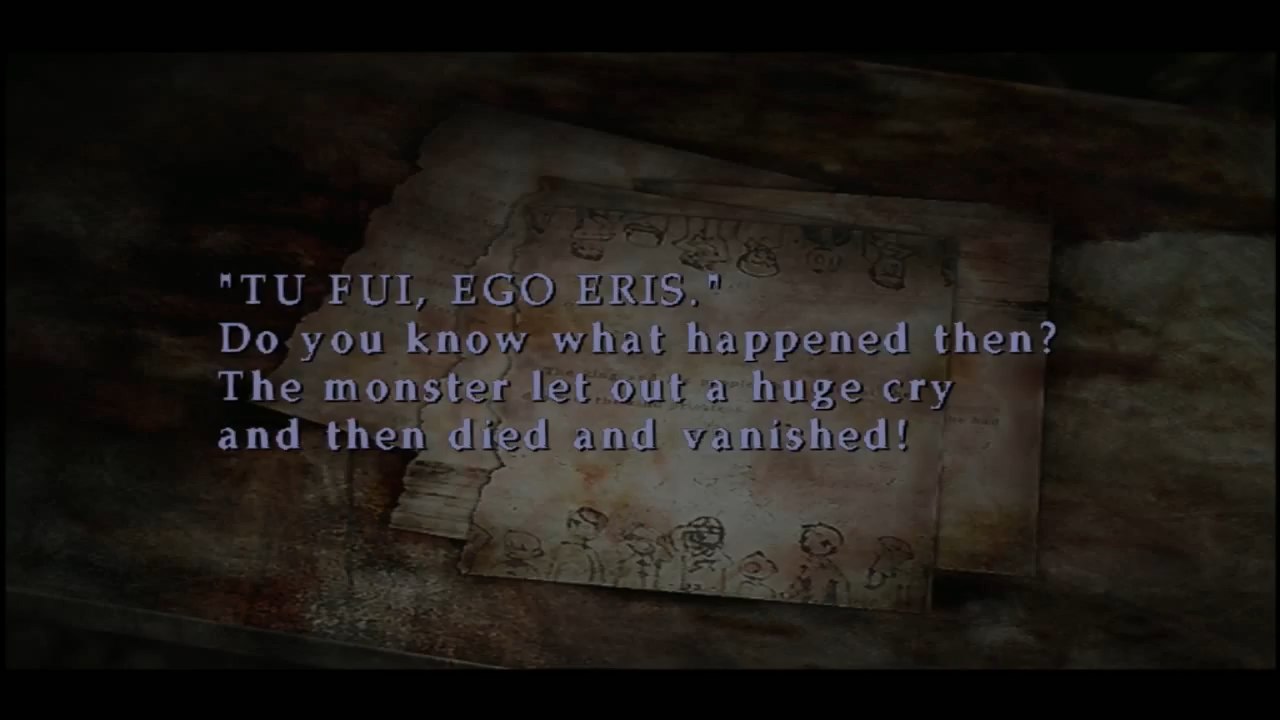 "TU FUI, EGO ERIS."
Do you know what happened then?
The monster let out a huge cry
and then died and vanished!